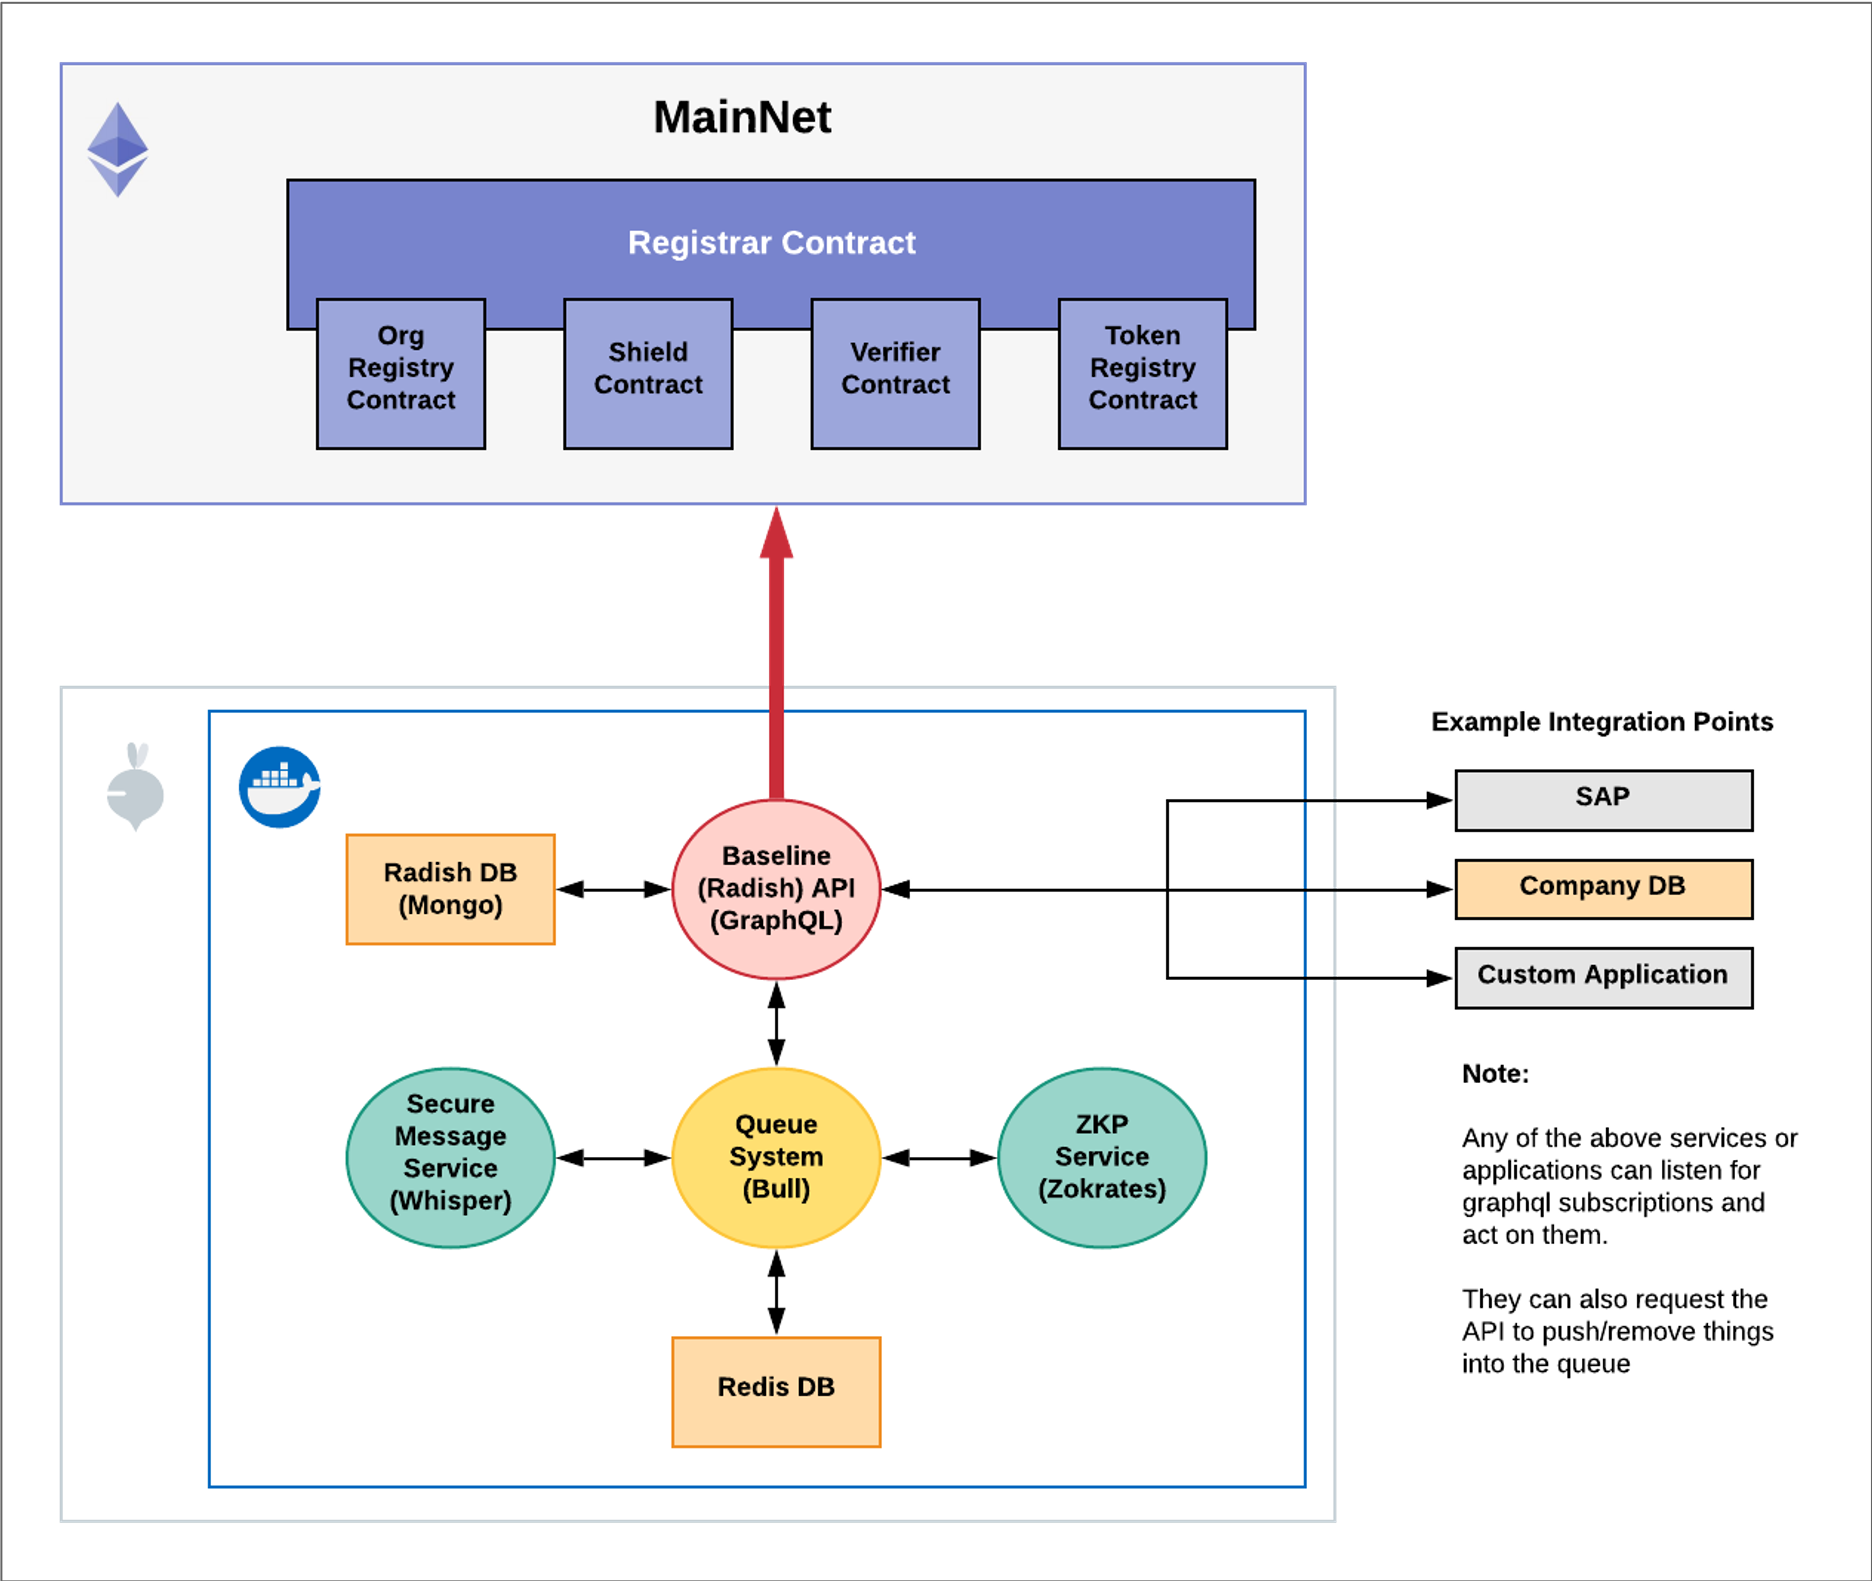 MainNet
Registrar Contract
Org
Registry
Contract
Shield
Contract
Verifier
Contract
Token
Registry
Contract
Example Integration Points
SAP
Company DB
Custom Application
Radish DB
(Mongo)
Baseline
(Radish) API
(GraphQL)
Secure
Message
Service
(Whisper)
Queue
System
(Bull)
ZKP
Service
(Zokrates)
Redis DB
Note:
Any of the above services or
applications can listen for
graphql subscriptions and
act on them.
They can also request the
API to push/remove things
into the queue